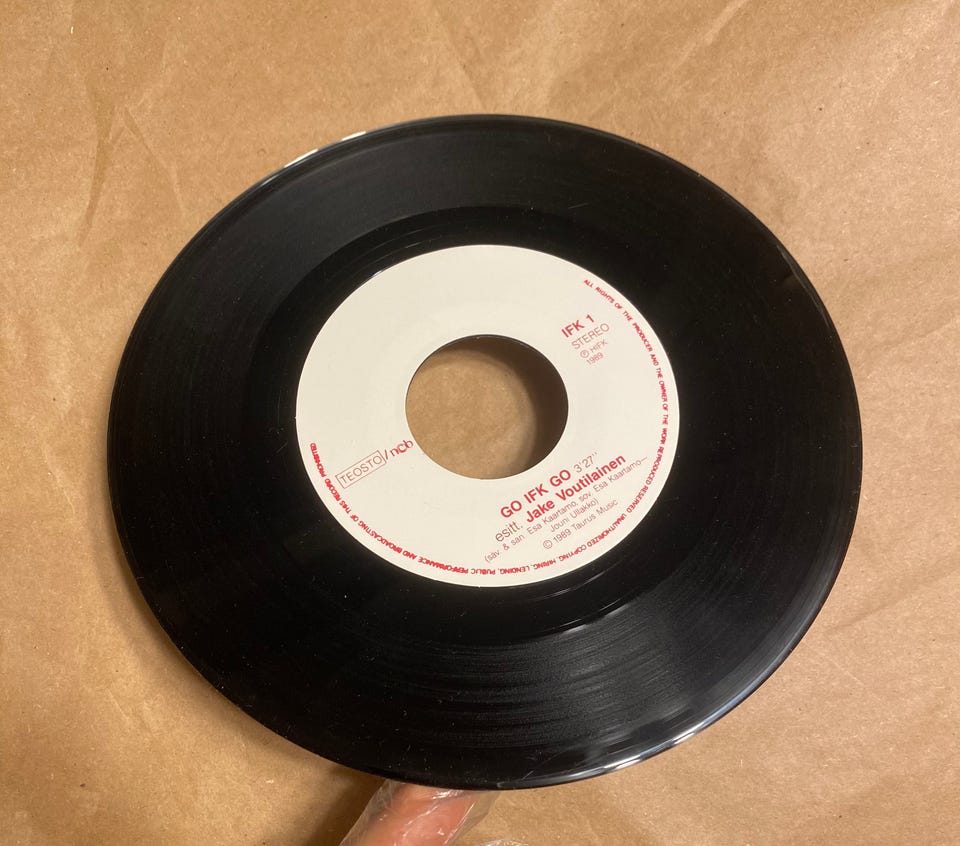 IFK 1
STEREO
Ⓟ HIFK
1989
TEOSTO/ncb
GO IFK GO 3'27"
esitt. Jake Voutilainen
(säv. & san. Esa Kaartamo, sov. Esa Kaartamo—
Jouni Ullakko)
© 1989 Taurus Music
ALL RIGHTS OF THE PRODUCER AND THE OWNER OF THE WORK REPRODUCED RESERVED UNAUTHORIZED COPYING, HIRING, LENDING, PUBLIC PERFORMANCE AND BROADCASTING OF THIS RECORD PROHIBITED